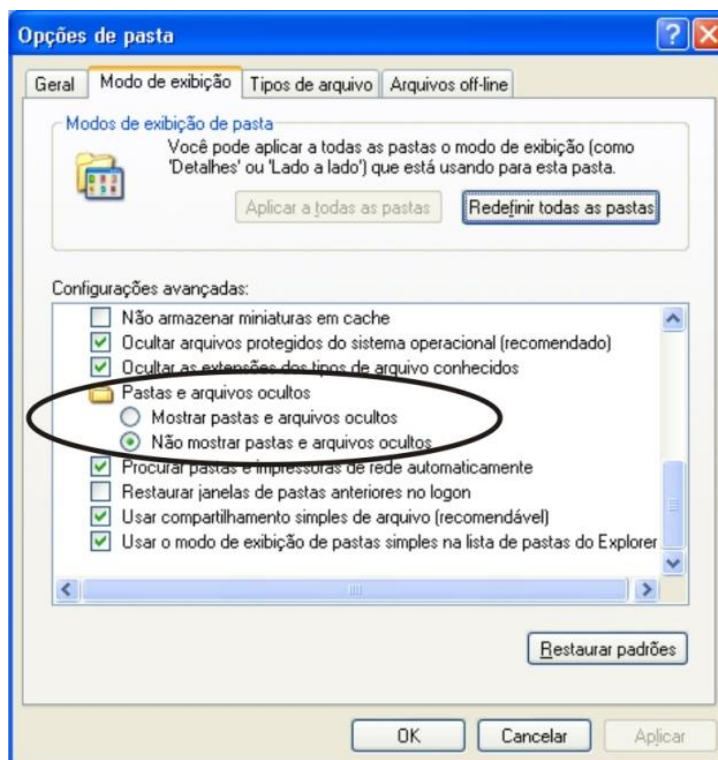 Opções de pasta
Geral Modo de exibição Tipos de arquivo Arquivos off-line
Modos de exibição de pasta
Você pode aplicar a todas as pastas o modo de exibição (como
'Detalhes' ou 'Lado a lado') que está usando para esta pasta.
Aplicar a todas as pastas Redefinir todas as pastas
Configurações avançadas:
Não armazenar miniaturas em cache
Ocultar arquivos protegidos do sistema operacional (recomendado)
Ocultar as extensões dos tipos de arquivo conhecidos
Pastas e arquivos ocultos
Mostrar pastas e arquivos ocultos
Não mostrar pastas e arquivos ocultos
Procurar pastas e impressoras de rede automaticamente
Restaurar janelas de pastas anteriores no logon
Usar compartilhamento simples de arquivo (recomendável)
Usar o modo de exibição de pastas simples na lista de pastas do Explorer
Restaurar padrões
OK Cancelar Aplicar